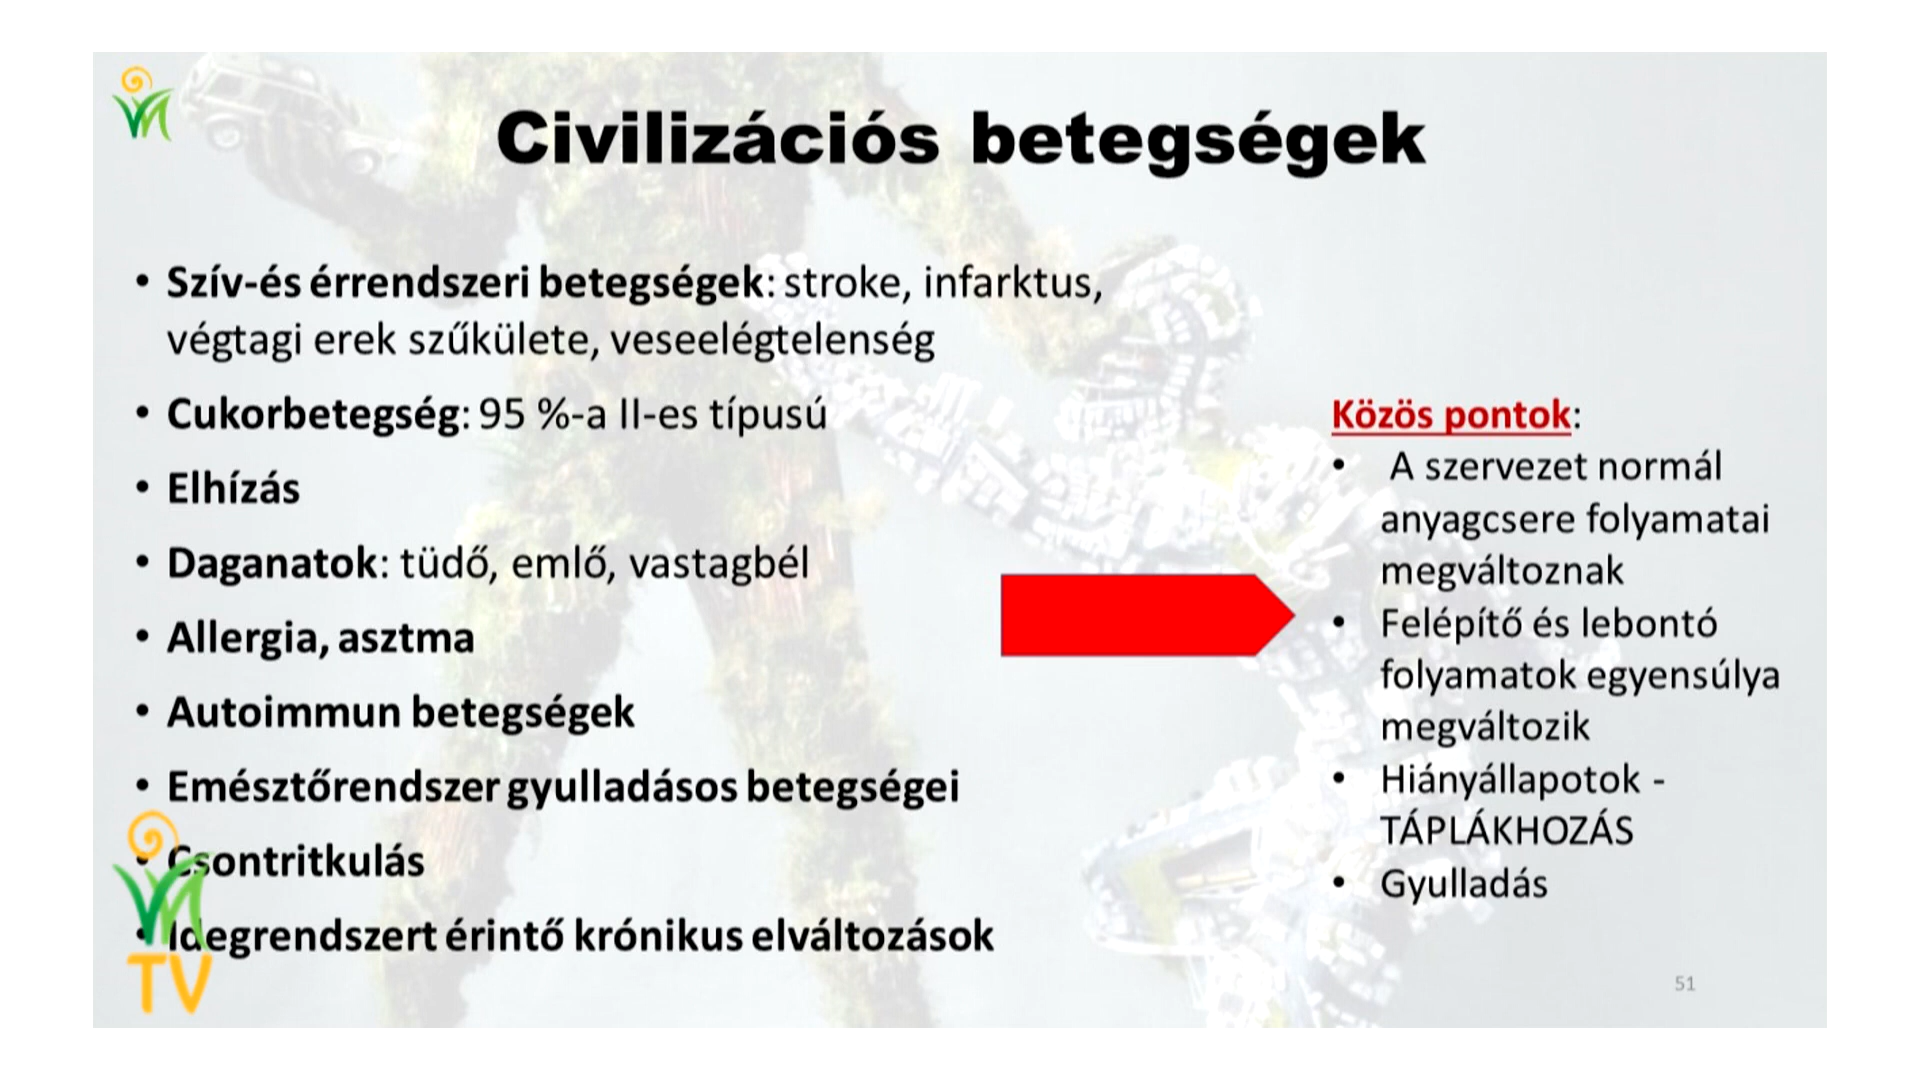 Civilizációs betegségek
• Szív-és érrendszeri betegségek: stroke, infarktus,
végtagi erek szűkülete, veseelégtelenség
• Cukorbetegség: 95 %-a II-es típusú
• Elhízás
• Daganatok: tüdő, emlő, vastagbél
• Allergia, asztma
• Autoimmun betegségek
• Emésztőrendszer gyulladásos betegségei
• Csontritkulás
• Idegrendszert érintő krónikus elváltozások
TV
Közös pontok:
• A szervezet normál
anyagcsere folyamatai
megváltoznak
• Felépítő és lebontó
folyamatok egyensúlya
megváltozik
• Hiányállapotok -
TÁPLÁKHOZÁS
• Gyulladás
51